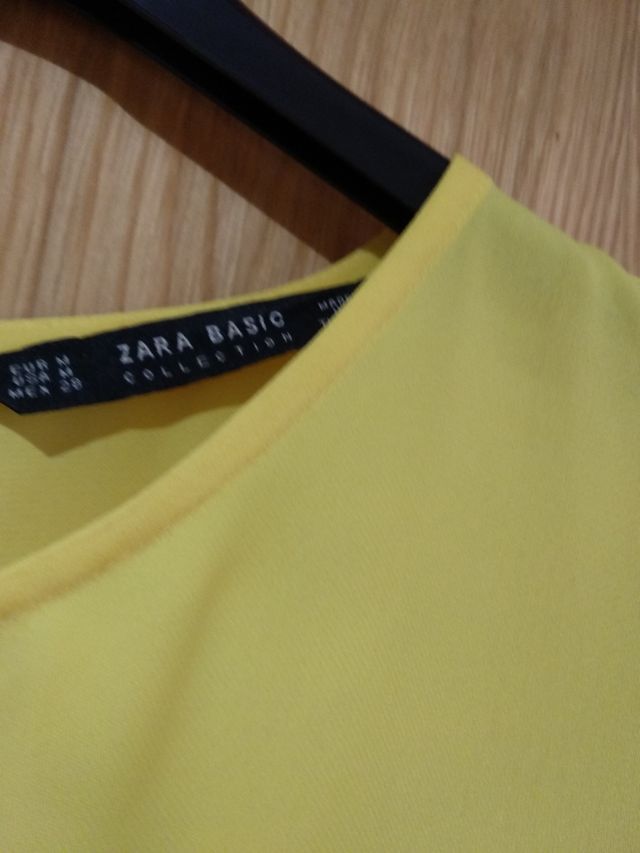 EUR M
USA M
MEX 28
ZARA BASIC
COLLECTION